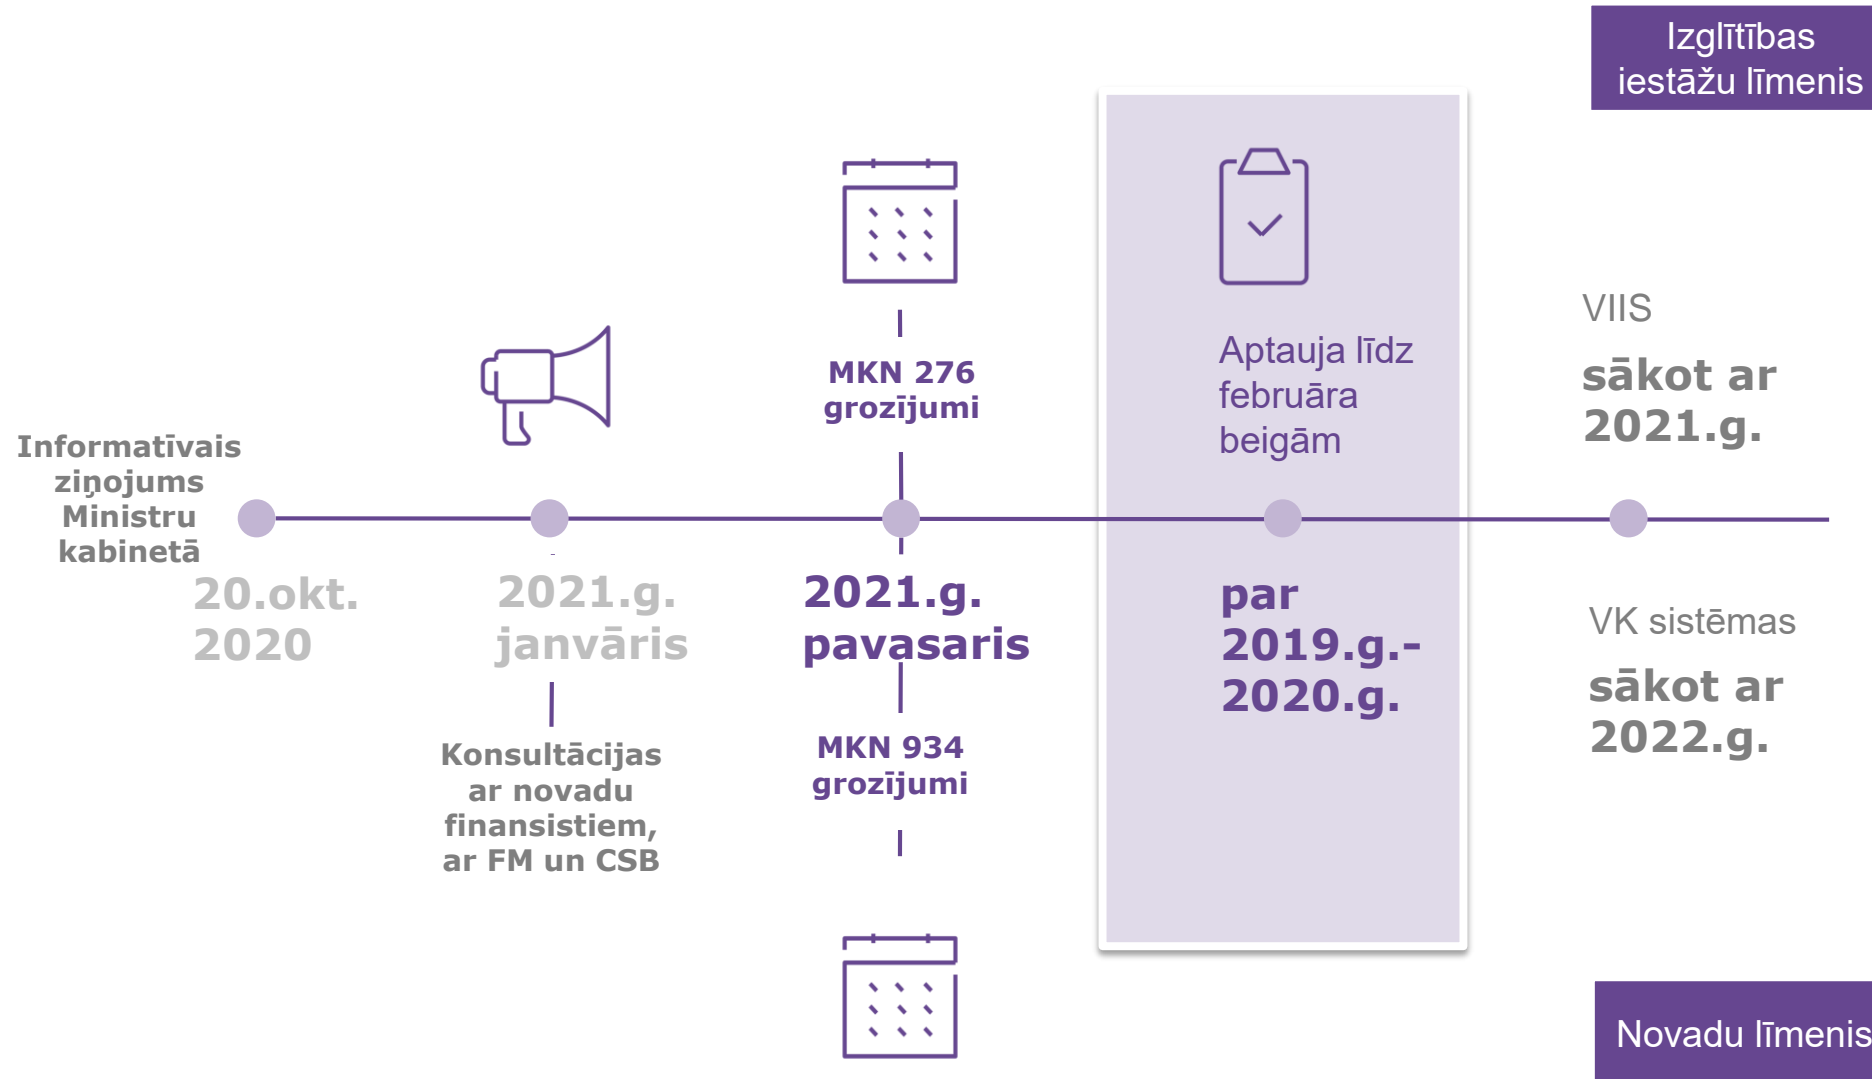 Izglītības
iestāžu līmenis
Informatīvais
ziņojums
Ministru
kabinetā
20.okt.
2020
2021.g.
janvāris
Konsultācijas
ar novadu
finansistiem,
ar FM un CSB
MKN 276
grozījumi
2021.g.
pavasaris
MKN 934
grozījumi
Aptauja līdz
februāra
beigām
par
2019.g.-
2020.g.
VIIS
sākot ar
2021.g.
VK sistēmas
sākot ar
2022.g.
Novadu līmenis